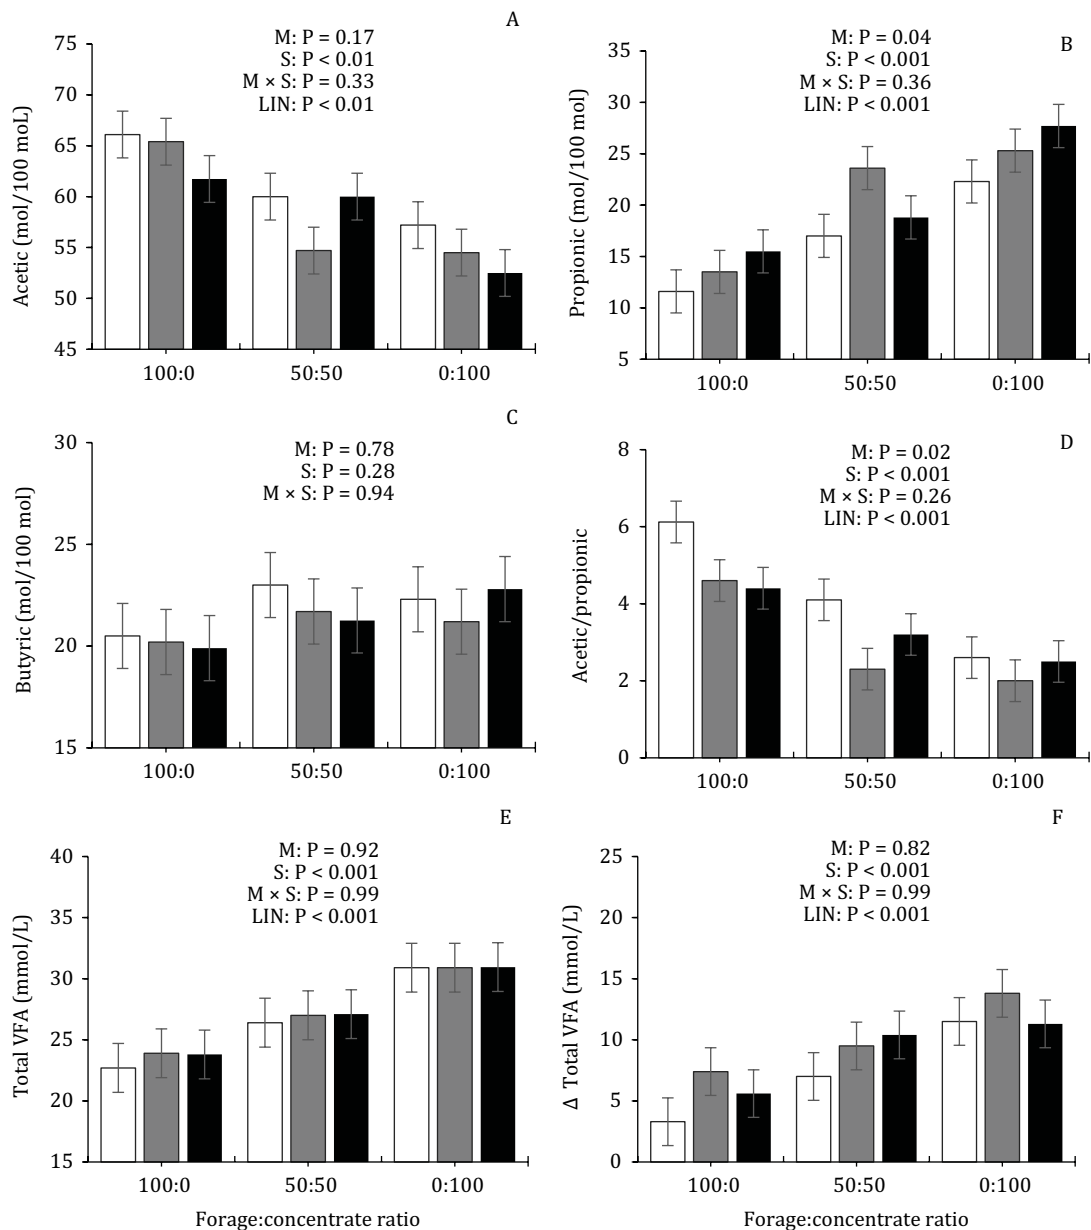 A
M: P = 0.17
S: P < 0.01
M × S: P = 0.33
LIN: P < 0.01
75
70
65
60
55
50
45
Acetic (mol/100 moL)
100:0
50:50
0:100
B
M: P = 0.04
S: P < 0.001
M × S: P = 0.36
LIN: P < 0.001
35
30
25
20
15
10
5
Propionic (mol/100 mol)
100:0
50:50
0:100
C
M: P = 0.78
S: P = 0.28
M × S: P = 0.94
30
25
20
15
Butyric (mol/100 mol)
100:0
50:50
0:100
D
M: P = 0.02
S: P < 0.001
M × S: P = 0.26
LIN: P < 0.001
8
6
4
2
0
Acetic/propionic
100:0
50:50
0:100
E
M: P = 0.92
S: P < 0.001
M × S: P = 0.99
LIN: P < 0.001
40
35
30
25
20
15
Total VFA (mmol/L)
100:0
50:50
0:100
Forage:concentrate ratio
F
M: P = 0.82
S: P < 0.001
M × S: P = 0.99
LIN: P < 0.001
25
20
15
10
5
0
Δ Total VFA (mmol/L)
100:0
50:50
0:100
Forage:concentrate ratio